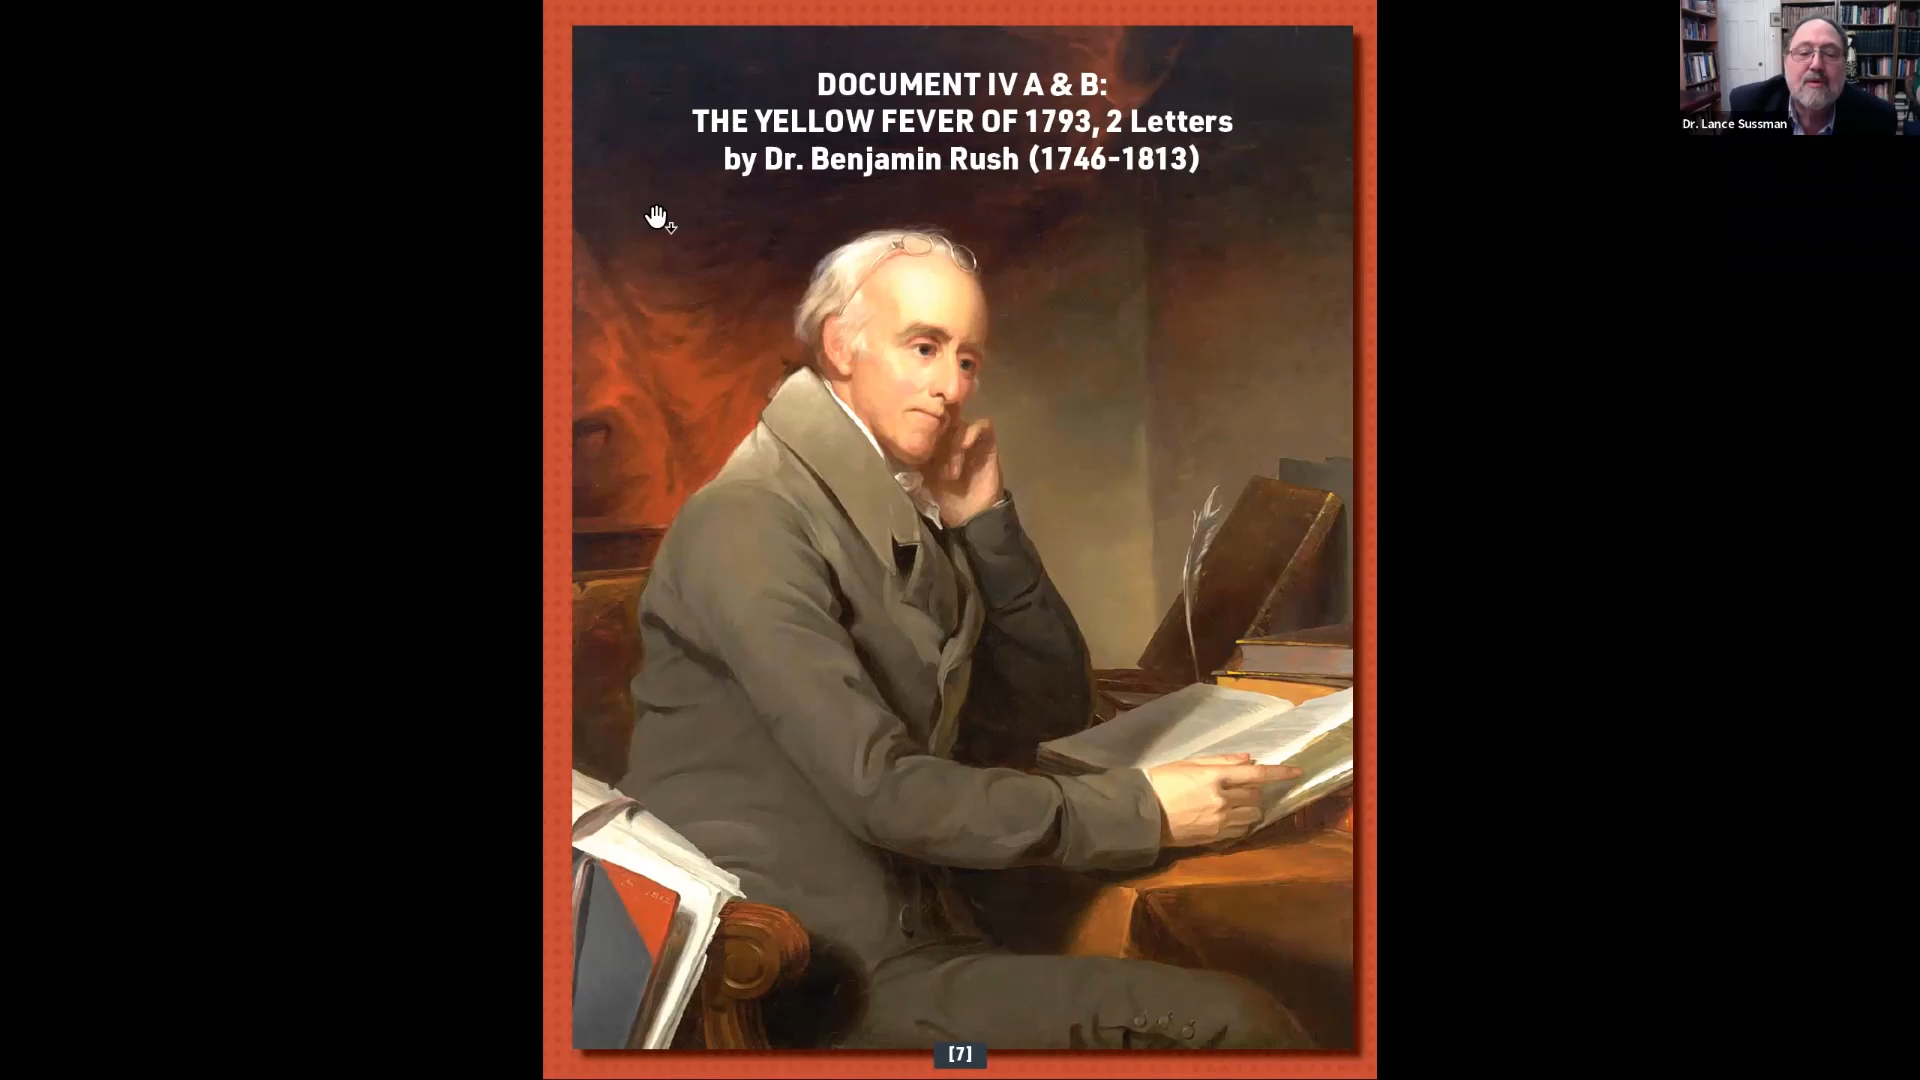 DOCUMENT IV A & B:
THE YELLOW FEVER OF 1793, 2 Letters
by Dr. Benjamin Rush (1746-1813)
Dr. Lance Sussman
[7]